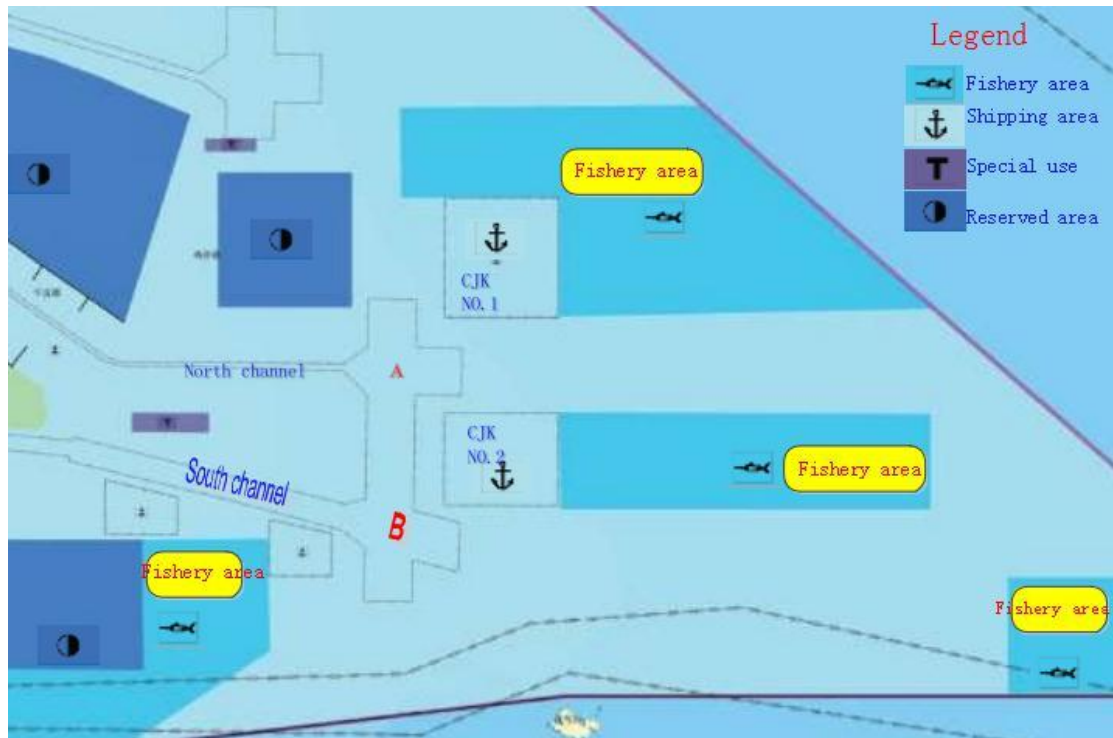 Legend
Fishery area
Shipping area
T
Special use
Reserved area
Fishery area
CJK
NO.1
North channel
A
CJK
NO.2
South channel
B
Fishery area
Fishery area
Fishery area